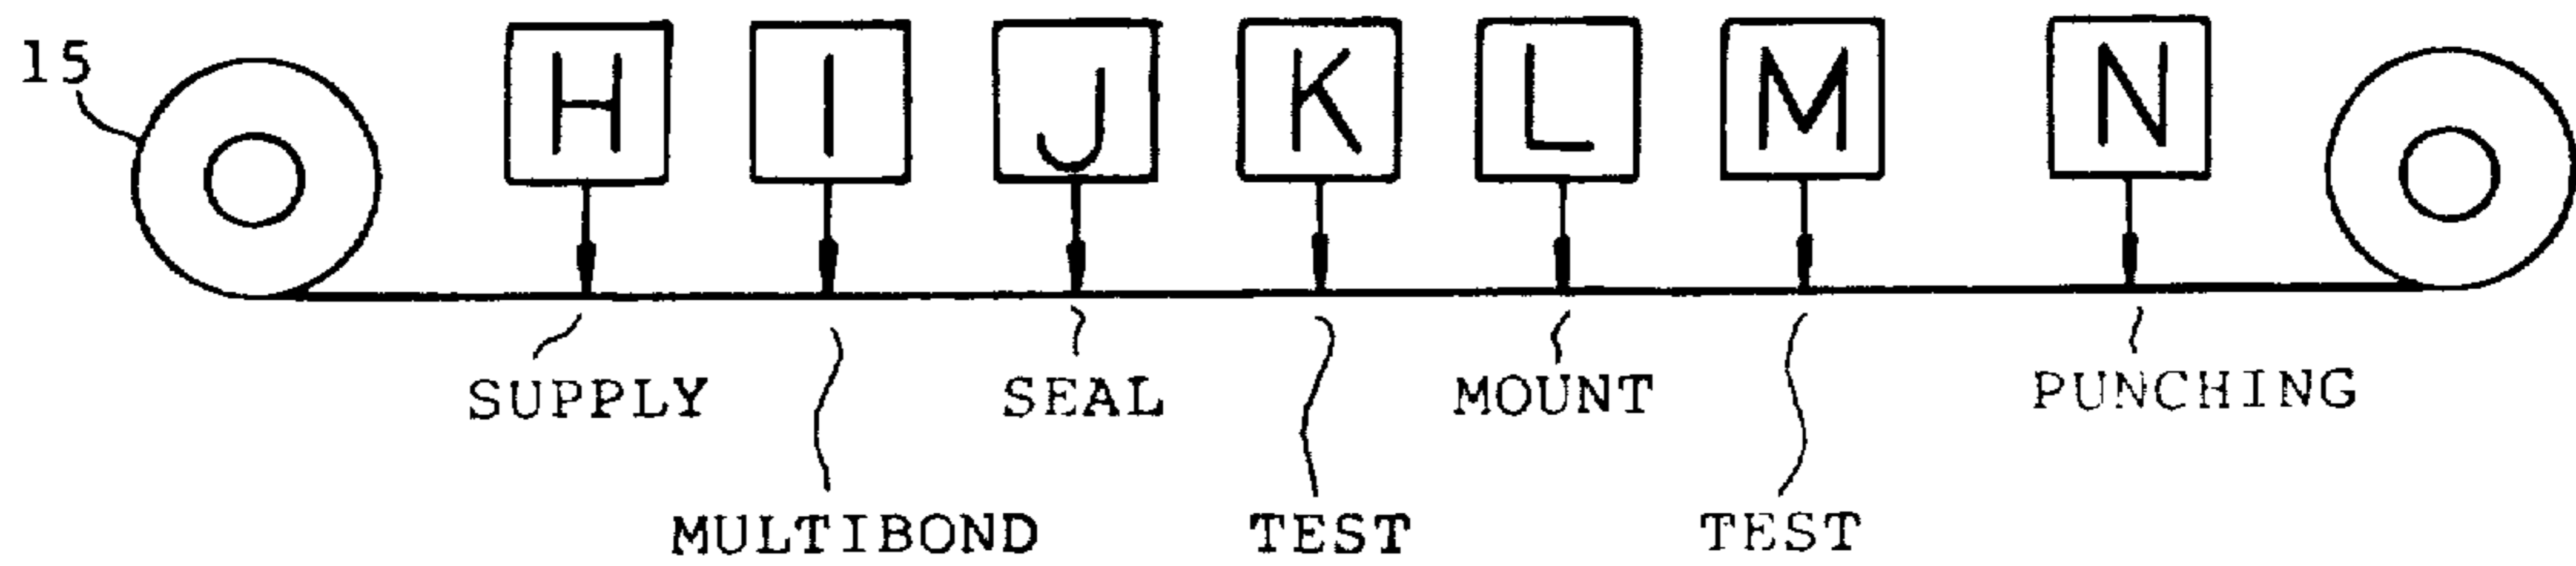 15
H I J K L M N
SUPPLY SEAL MOUNT PUNCHING
MULTIBOND TEST TEST